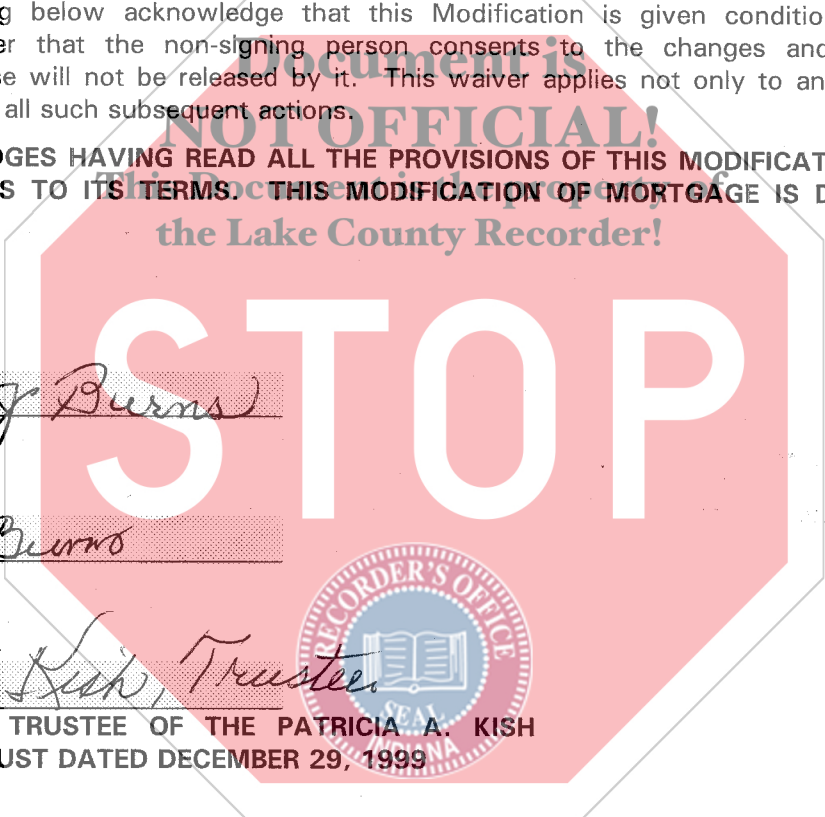 g below acknowledge that this Modification is given conditio
er that the non-signing person consents to the changes and
se will not be released by it. This waiver applies not only to an
all such subsequent actions.
Document is
NOT OFFICIAL!
This Document is the property of
the Lake County Recorder!
OGES HAVING READ ALL THE PROVISIONS OF THIS MODIFICAT
S TO ITS TERMS. THIS MODIFICATION OF MORTGAGE IS D
STOP
y Burns
Burns
Kish, Trustee
RECORDER'S OFFICE
SEAL
INDIANA
TRUSTEE OF THE PATRICIA A. KISH
UST DATED DECEMBER 29, 1999